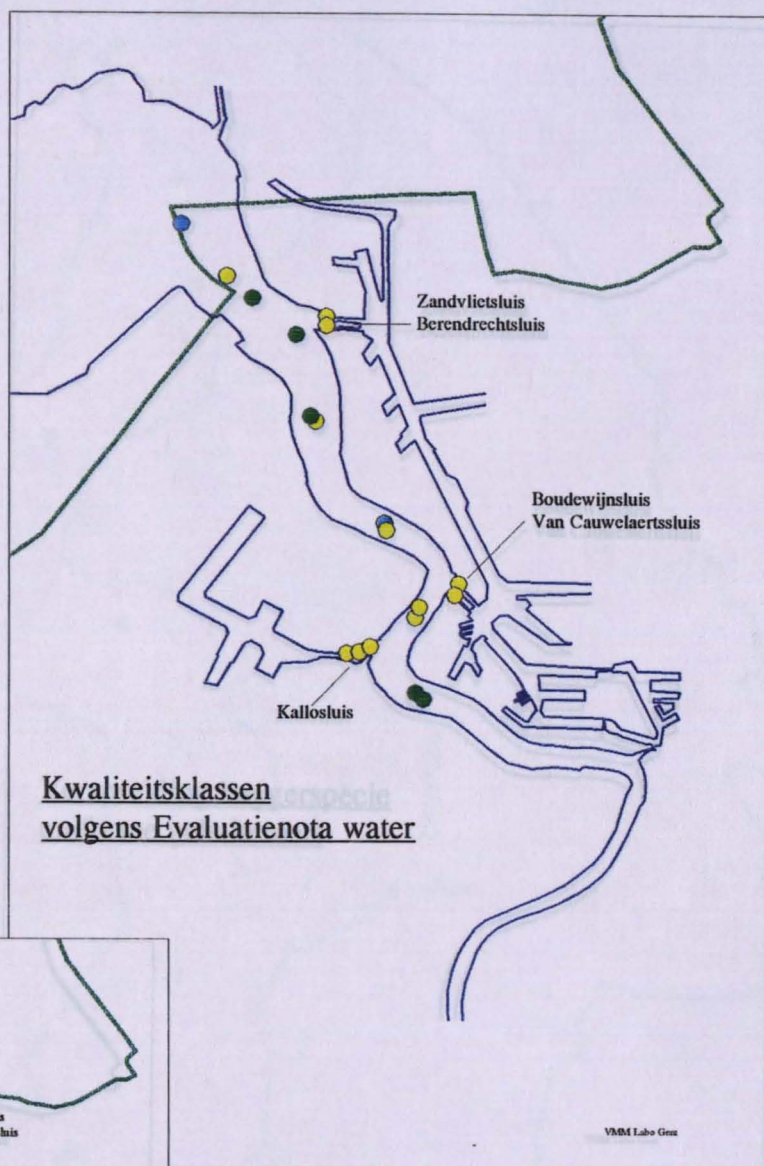 Zandvlietsluis
Berendrechtsluis
Boudewijnsluis
Van Cauwelaertssluis
Kallosluis
Kwaliteitsklassen
volgens Evaluatienota water
VMM Labo Gent